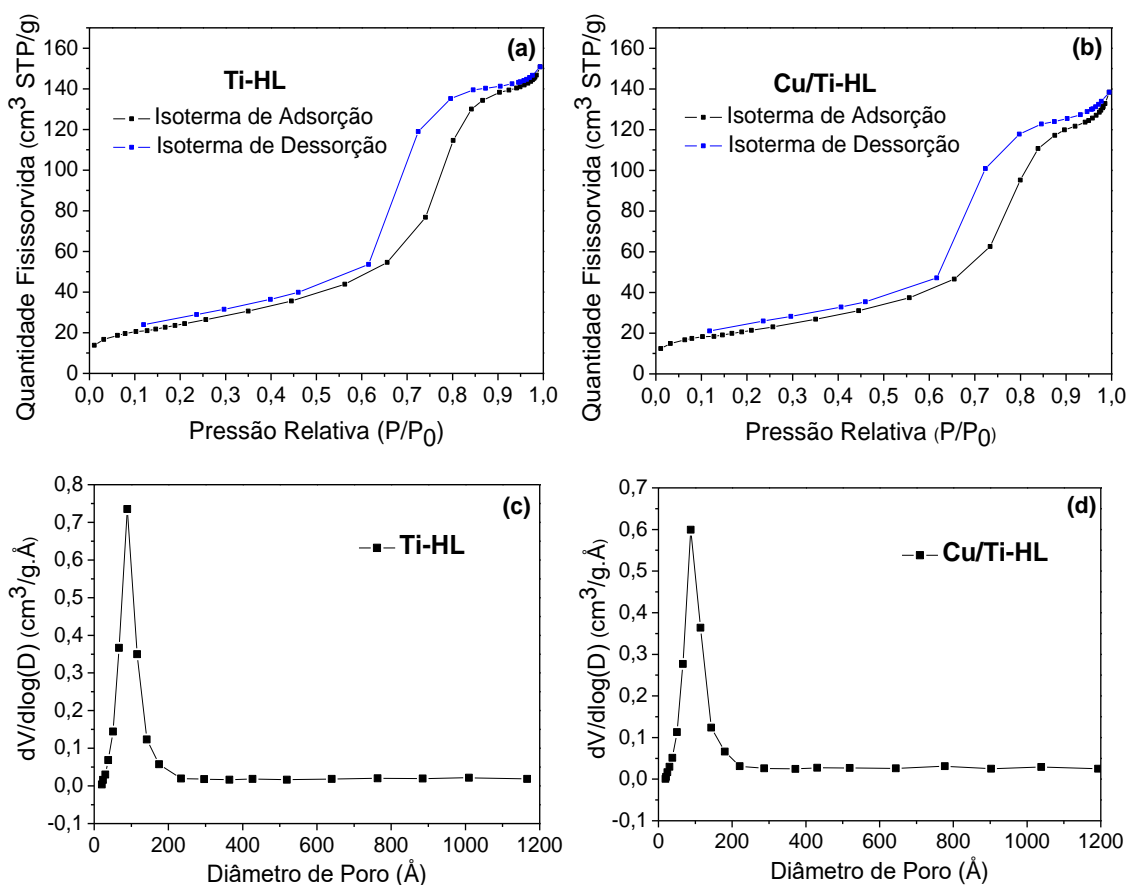 (a)
Ti-HL
Isoterma de Adsorção
Isoterma de Dessorção
Quantidade Fisissorvida (cm³ STP/g)
160
140
120
100
80
60
40
20
0
0,0 0,1 0,2 0,3 0,4 0,5 0,6 0,7 0,8 0,9 1,0
Pressão Relativa (P/P₀)
(b)
Cu/Ti-HL
Isoterma de Adsorção
Isoterma de Dessorção
Quantidade Fisissorvida (cm³ STP/g)
160
140
120
100
80
60
40
20
0
0,0 0,1 0,2 0,3 0,4 0,5 0,6 0,7 0,8 0,9 1,0
Pressão Relativa (P/P₀)
(c)
Ti-HL
dV/dlog(D) (cm³/g.Å)
0,8
0,7
0,6
0,5
0,4
0,3
0,2
0,1
0,0
-0,1
0 200 400 600 800 1000 1200
Diâmetro de Poro (Å)
(d)
Cu/Ti-HL
dV/dlog(D) (cm³/g.Å)
0,7
0,6
0,5
0,4
0,3
0,2
0,1
0,0
-0,1
0 200 400 600 800 1000 1200
Diâmetro de Poro (Å)